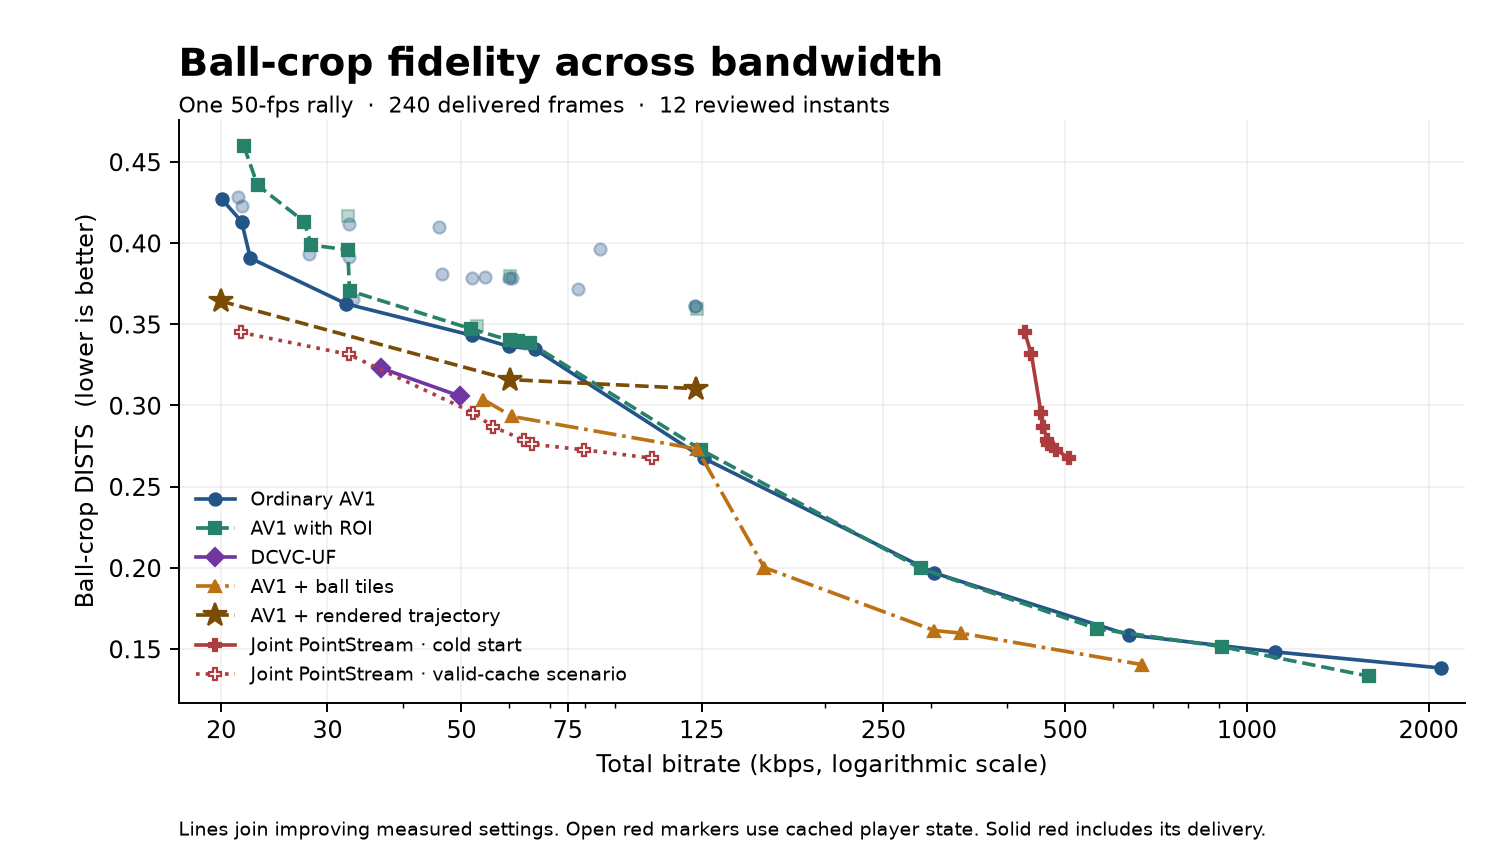 Ball-crop fidelity across bandwidth
One 50-fps rally · 240 delivered frames · 12 reviewed instants
Ball-crop DISTS (lower is better)
0.45
0.40
0.35
0.30
0.25
0.20
0.15
Ordinary AV1
AV1 with ROI
DCVC-UF
AV1 + ball tiles
AV1 + rendered trajectory
Joint PointStream · cold start
Joint PointStream · valid-cache scenario
20 30 50 75 125 250 500 1000 2000
Total bitrate (kbps, logarithmic scale)
Lines join improving measured settings. Open red markers use cached player state. Solid red includes its delivery.